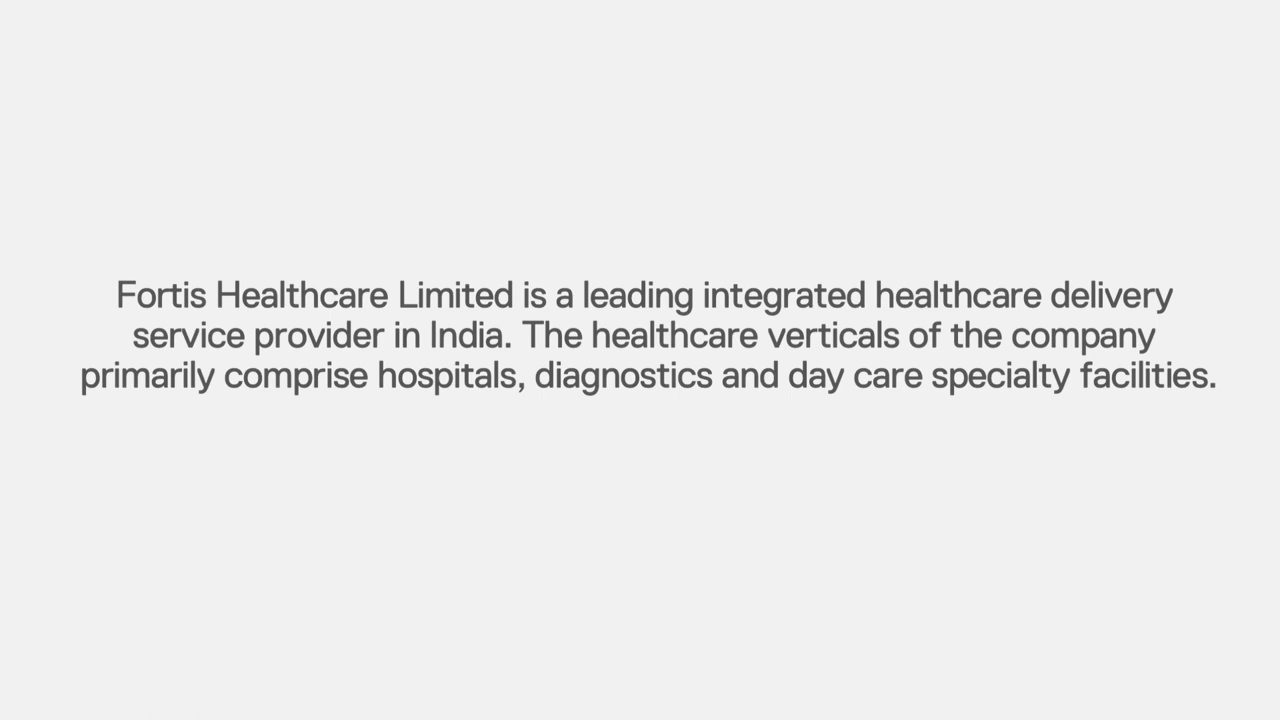 Fortis Healthcare Limited is a leading integrated healthcare delivery
service provider in India. The healthcare verticals of the company
primarily comprise hospitals, diagnostics and day care specialty facilities.